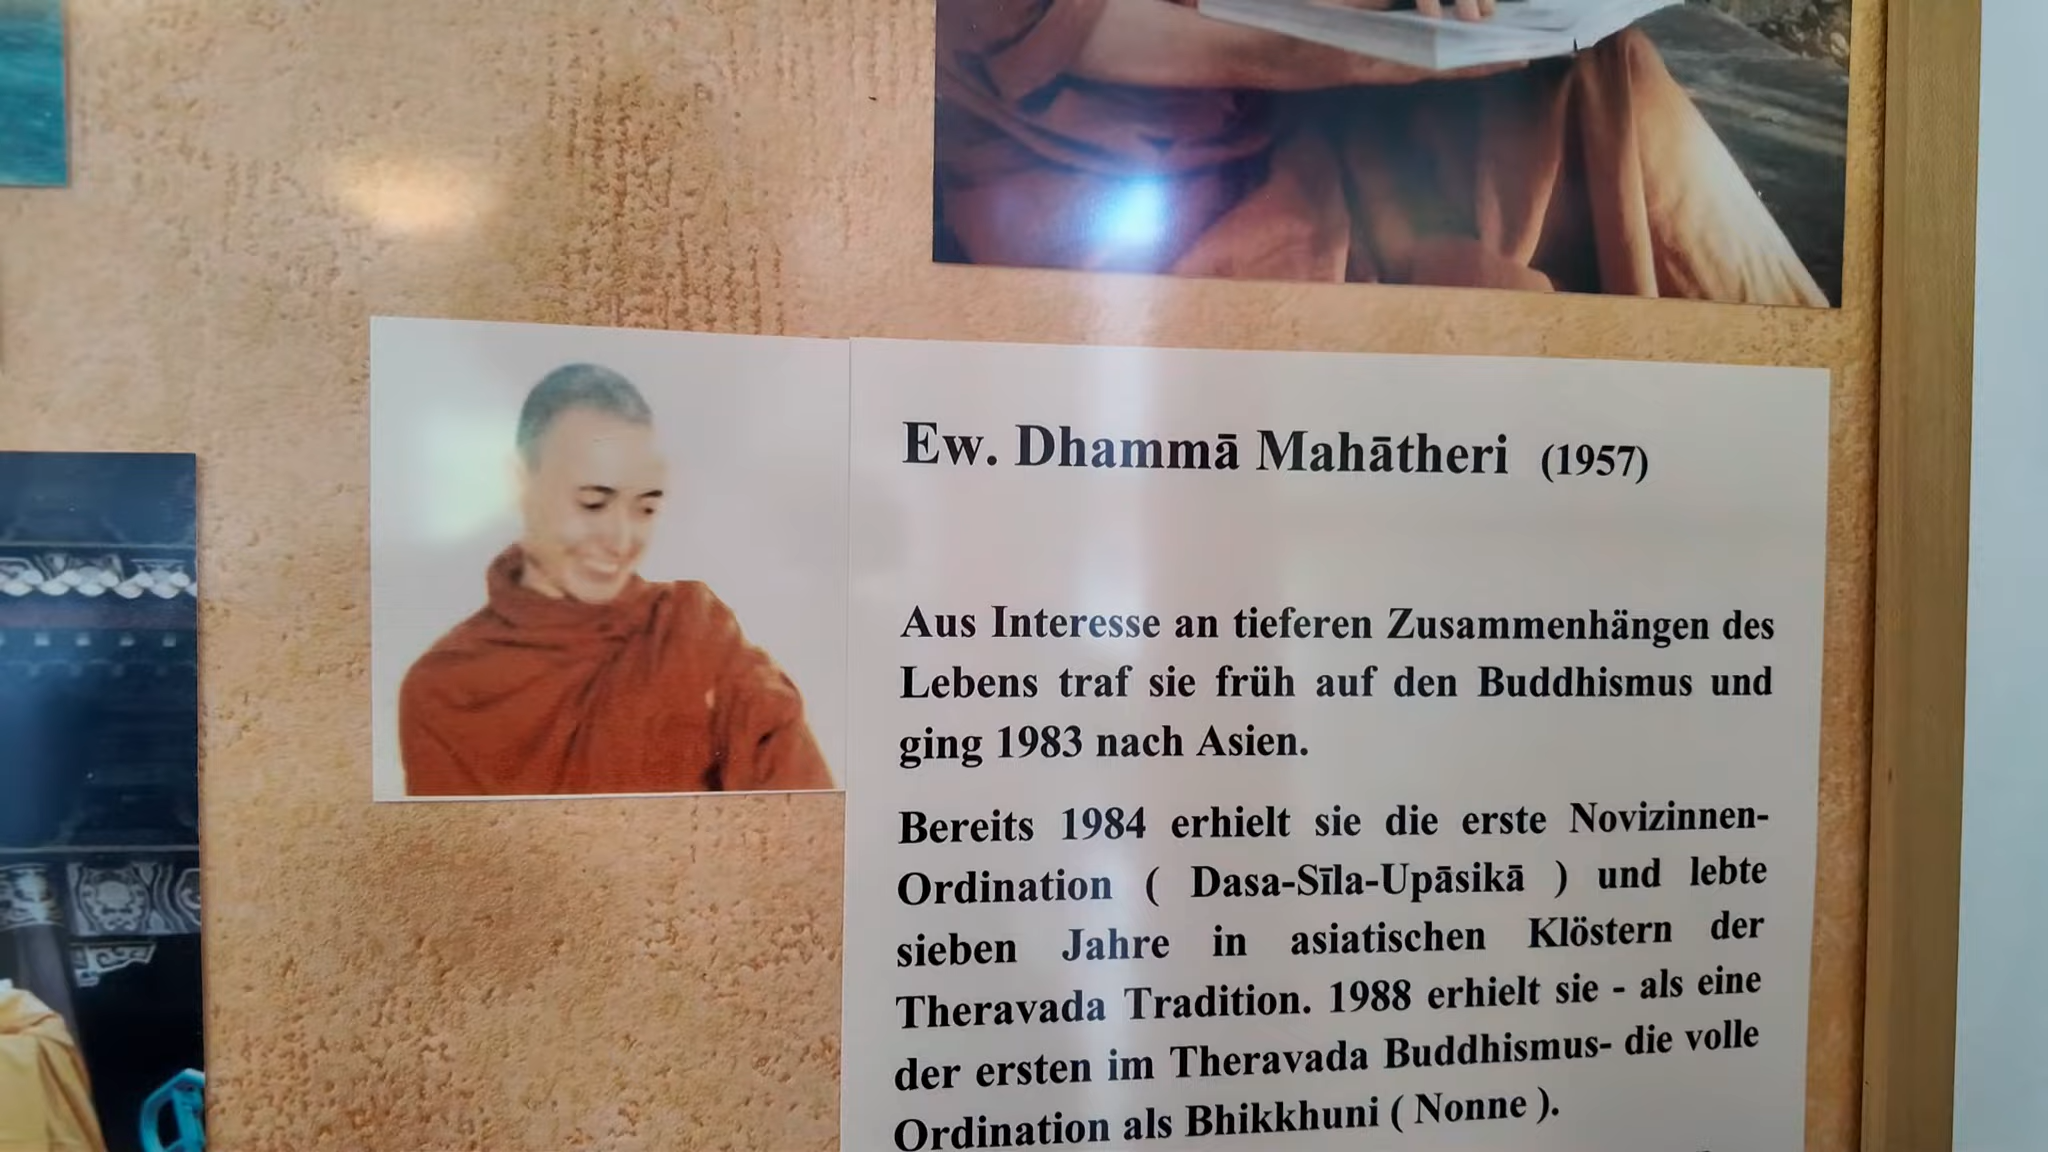 Ew. Dhammā Mahātheri (1957)
Aus Interesse an tieferen Zusammenhängen des
Lebens traf sie früh auf den Buddhismus und
ging 1983 nach Asien.
Bereits 1984 erhielt sie die erste Novizinnen-
Ordination ( Dasa-Sīla-Upāsikā ) und lebte
sieben Jahre in asiatischen Klöstern der
Theravada Tradition. 1988 erhielt sie - als eine
der ersten im Theravada Buddhismus- die volle
Ordination als Bhikkhuni ( Nonne ).